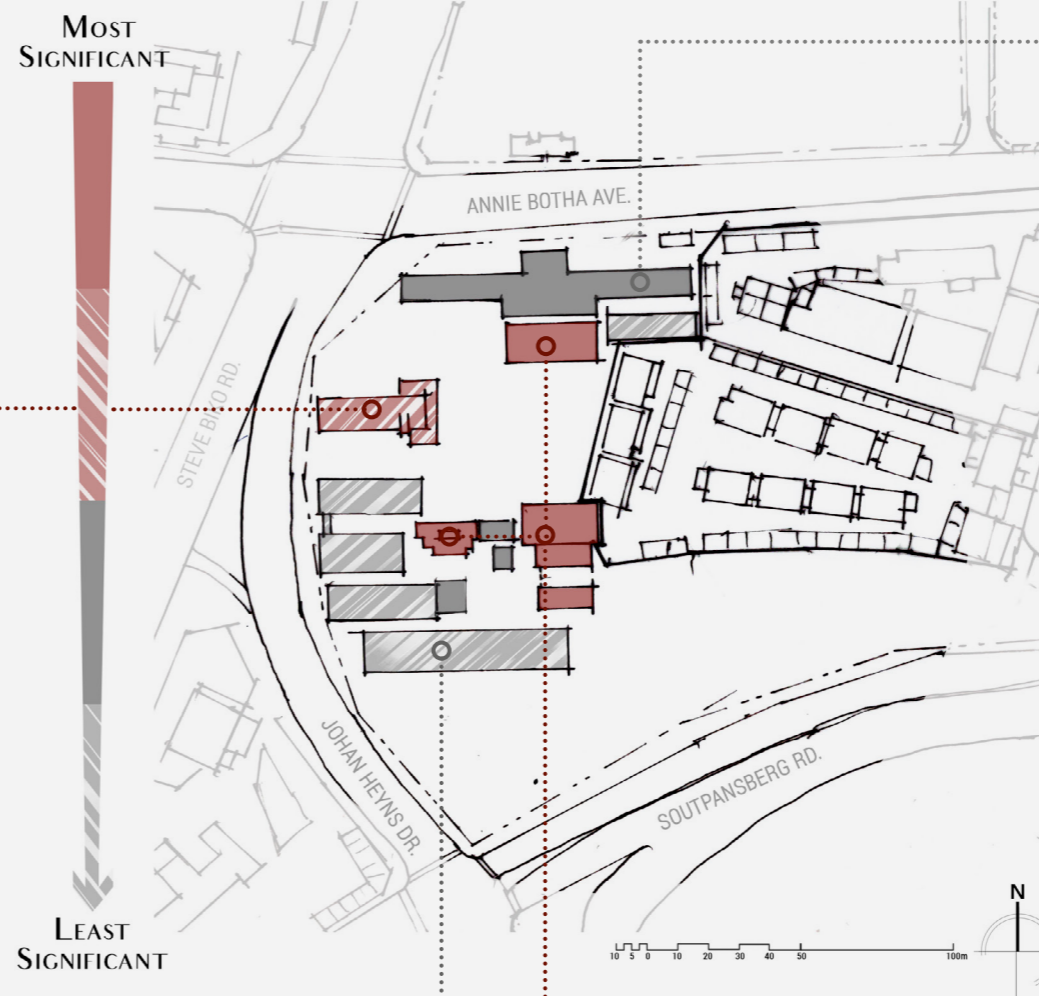 MOST
SIGNIFICANT
ANNIE BOTHA AVE.
STEVE BIKO RD.
JOHAN HEYNS DR.
SOUTPANSBERG RD.
LEAST
SIGNIFICANT
N
10 5 0 10 20 30 40 50 100m